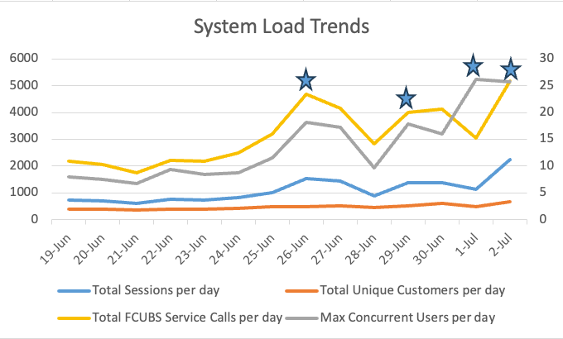 System Load Trends
6000 30
5000 25
4000 20
3000 15
2000 10
1000 5
0 0
19-Jun 20-Jun 21-Jun 22-Jun 23-Jun 24-Jun 25-Jun 26-Jun 27-Jun 28-Jun 29-Jun 30-Jun 1-Jul 2-Jul
Total Sessions per day Total Unique Customers per day
Total FCUBS Service Calls per day Max Concurrent Users per day